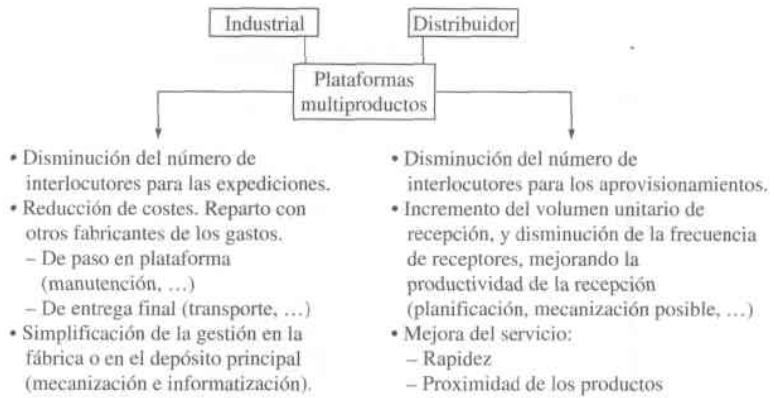 Industrial
Distribuidor
Plataformas
multiproductos
• Disminución del número de
interlocutores para las expediciones.
• Reducción de costes. Reparto con
otros fabricantes de los gastos.
– De paso en plataforma
(manutención, ...)
– De entrega final (transporte, ...)
• Simplificación de la gestión en la
fábrica o en el depósito principal
(mecanización e informatización).
• Disminución del número de
interlocutores para los aprovisionamientos.
• Incremento del volumen unitario de
recepción, y disminución de la frecuencia
de receptores, mejorando la
productividad de la recepción
(planificación, mecanización posible, ...)
• Mejora del servicio:
– Rapidez
– Proximidad de los productos